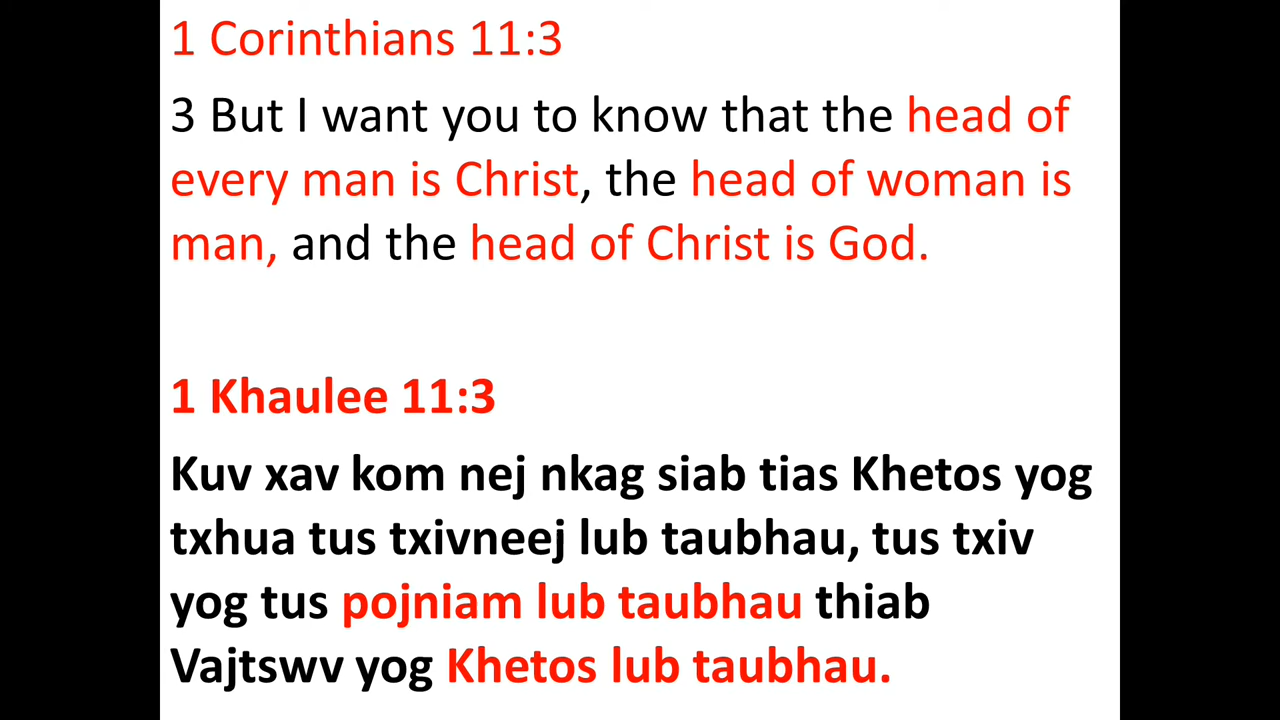 1 Corinthians 11:3
3 But I want you to know that the head of
every man is Christ, the head of woman is
man, and the head of Christ is God.
1 Khaulee 11:3
Kuv xav kom nej nkag siab tias Khetos yog
txhua tus txivneej lub taubhau, tus txiv
yog tus pojniam lub taubhau thiab
Vajtswv yog Khetos lub taubhau.